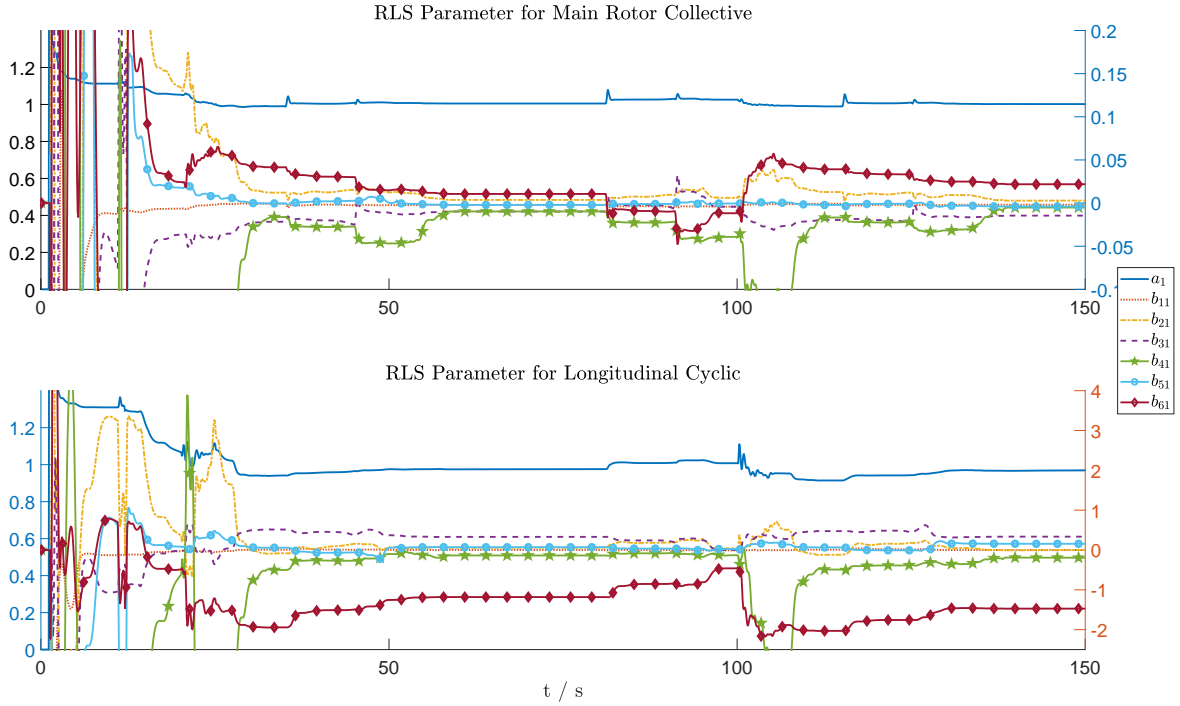 RLS Parameter for Main Rotor Collective
1.2
1
0.8
0.6
0.4
0.2
0
0.2
0.15
0.1
0.05
0
-0.05
0 50 100 150
a₁
b₁₁
b₂₁
b₃₁
b₄₁
b₅₁
b₆₁
RLS Parameter for Longitudinal Cyclic
1.2
1
0.8
0.6
0.4
0.2
0
4
3
2
1
0
-1
-2
0 50 100 150
t / s